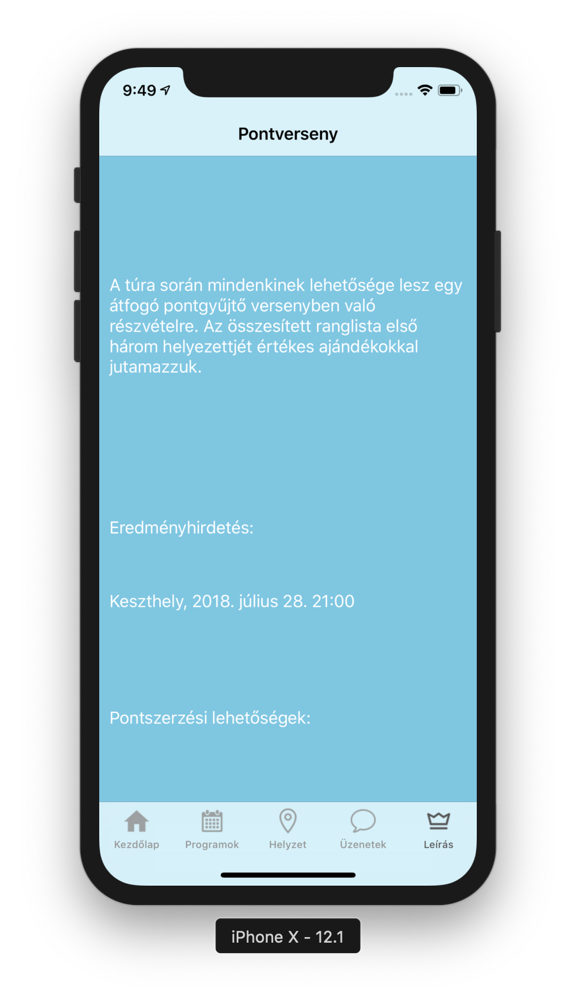 9:49
Pontverseny
A túra során mindenkinek lehetősége lesz egy
átfogó pontgyűjtő versenyben való
részvételre. Az összesített ranglista első
három helyezettjét értékes ajándékokkal
jutamazzuk.
Eredményhirdetés:
Keszthely, 2018. július 28. 21:00
Pontszerzési lehetőségek:
Kezdőlap Programok Helyzet Üzenetek Leírás
iPhone X - 12.1